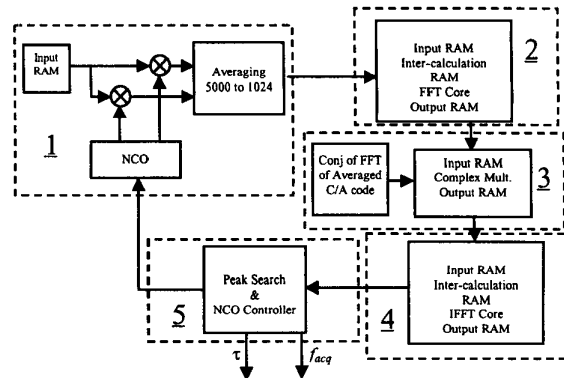 Input
RAM
Averaging
5000 to 1024
1
NCO
Input RAM
Inter-calculation
RAM
FFT Core
Output RAM
2
Conj of FFT
of Averaged
C/A code
Input RAM
Complex Mult.
Output RAM
3
Peak Search
&
NCO Controller
5
Input RAM
Inter-calculation
RAM
IFFT Core
Output RAM
4
τ
f_acq